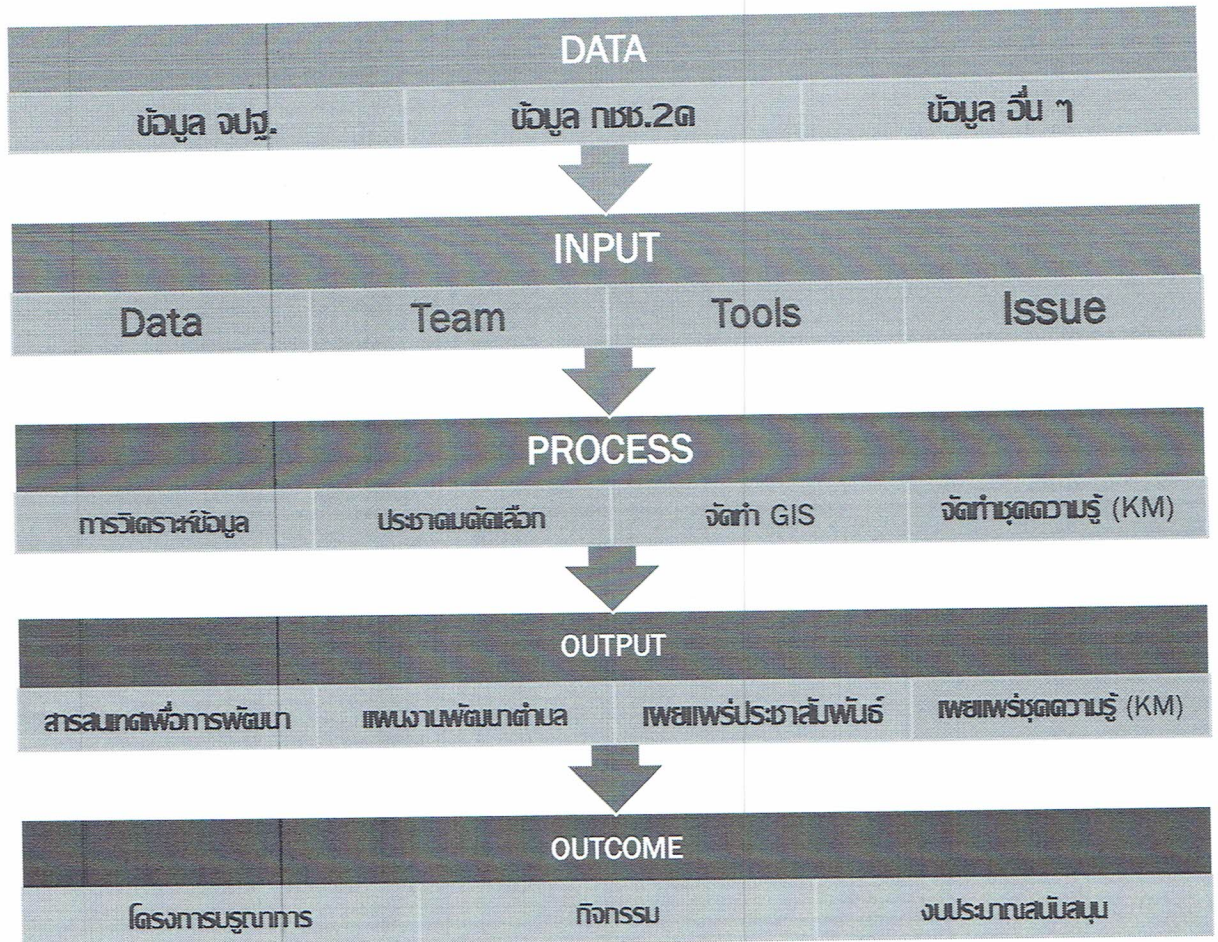 DATA
ข้อมูล จปฐ. ข้อมูล กชช.2ค ข้อมูล อื่น ๆ
INPUT
Data Team Tools Issue
PROCESS
การวิเคราะห์ข้อมูล ประชาคมคัดเลือก จัดทำ GIS จัดทำชุดความรู้ (KM)
OUTPUT
สารสนเทศเพื่อการพัฒนา แผนงานพัฒนาตำบล เผยแพร่ประชาสัมพันธ์ เผยแพร่ชุดความรู้ (KM)
OUTCOME
โครงการบรูณาการ กิจกรรม งบประมาณสนับสนุน